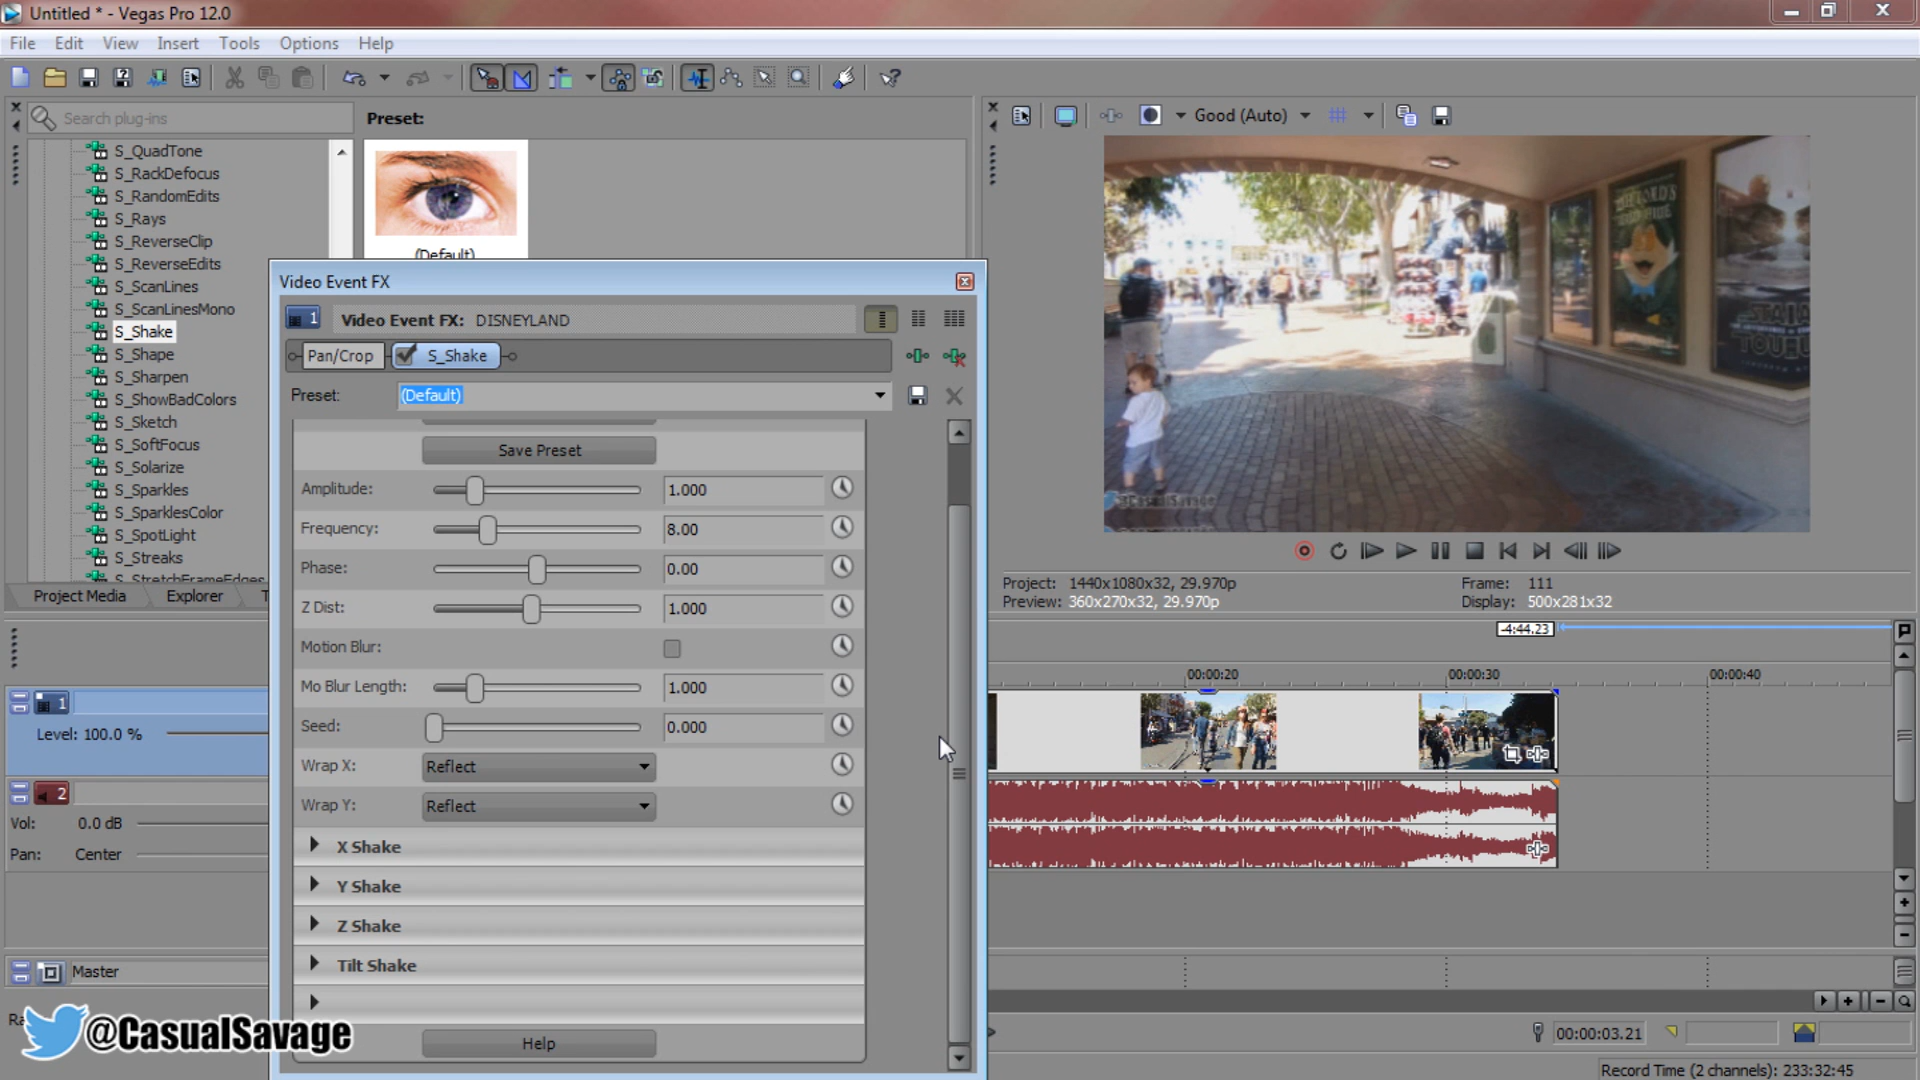 Untitled * - Vegas Pro 12.0
File Edit View Insert Tools Options Help
Search plug-ins
Preset:
Good (Auto)
S_QuadTone
S_RackDefocus
S_RandomEdits
S_Rays
S_ReverseClip
S_ReverseEdits
S_ScanLines
S_ScanLinesMono
S_Shake
S_Shape
S_Sharpen
S_ShowBadColors
S_Sketch
S_SoftFocus
S_Solarize
S_Sparkles
S_SparklesColor
S_SpotLight
S_Streaks
S_StretchFrameEdges
(Default)
Project Media Explorer T
Video Event FX
1 Video Event FX: DISNEYLAND
Pan/Crop S_Shake
Preset: (Default)
Save Preset
Amplitude: 1.000
Frequency: 8.00
Phase: 0.00
Z Dist: 1.000
Motion Blur:
Mo Blur Length: 1.000
Seed: 0.000
Wrap X: Reflect
Wrap Y: Reflect
X Shake
Y Shake
Z Shake
Tilt Shake
Help
@CasualSavage
Project: 1440x1080x32, 29.970p
Frame: 111
Preview: 360x270x32, 29.970p
Display: 500x281x32
-4:44.23
00:00:20 00:00:30 00:00:40
1
Level: 100.0 %
2
Vol: 0.0 dB
Pan: Center
Master
Ra
@CasualSavage
00:00:03.21
Record Time (2 channels): 233:32:45